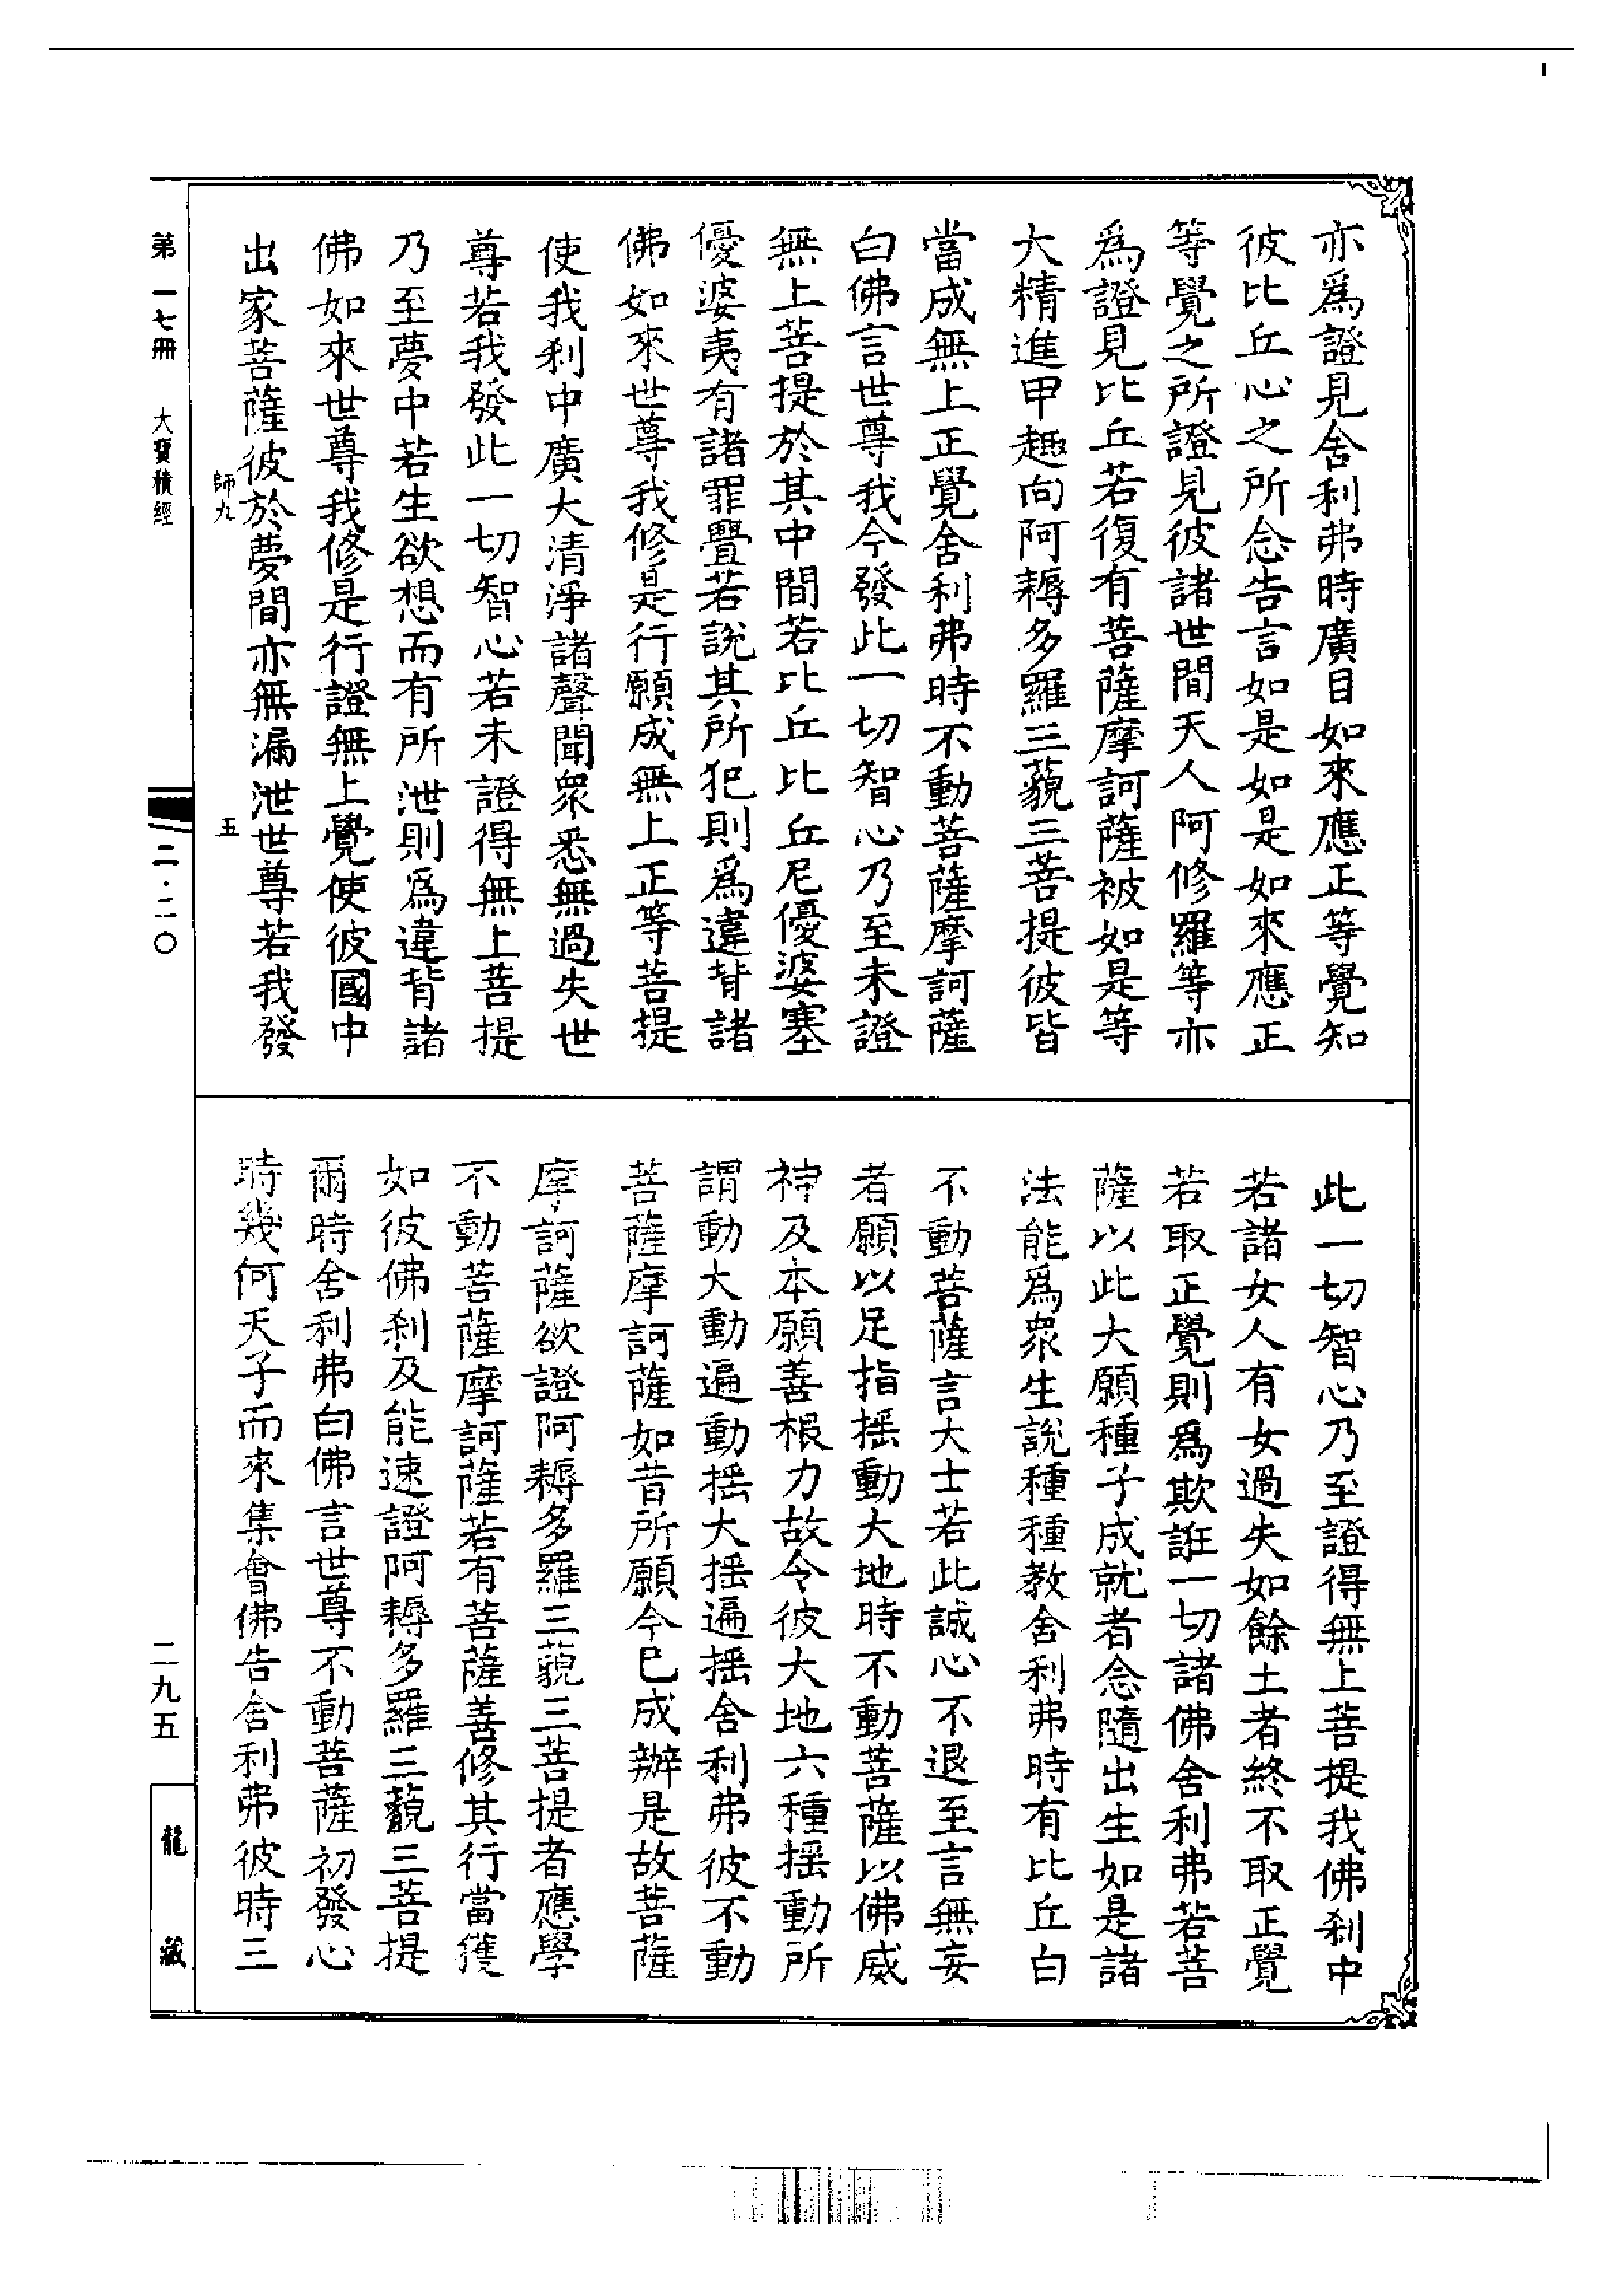 亦爲證見舍利弗時廣目如來應正等覺知
彼比丘心之所念告言如是如是如來應正
等覺之所證見彼諸世間天人阿修羅等亦
爲證見比丘若復有菩薩摩訶薩被如是等
大精進甲趣向阿耨多羅三藐三菩提彼皆
當成無上正覺舍利弗時不動菩薩摩訶薩
白佛言世尊我今發此一切智心乃至未證
無上菩提於其中間若比丘比丘尼優婆塞
優婆夷有諸罪舋若說其所犯則爲違背諸
佛如來世尊我修是行願成無上正等菩提
使我刹中廣大清淨諸聲聞衆悉無過失世
尊若我發此一切智心若未證得無上菩提
乃至夢中若生欲想而有所泄則爲違背諸
佛如來世尊我修是行證無上覺使彼國中
出家菩薩彼於夢間亦無漏泄世尊若我發
此一切智心乃至證得無上菩提我佛刹中
若諸女人有女過失如餘土者終不取正覺
若取正覺則爲欺誑一切諸佛舍利弗若菩
薩以此大願種子成就者念隨出生如是諸
法能爲衆生說種種教舍利弗時有比丘白
不動菩薩言大士若此誠心不退至言無妄
者願以足指揺動大地時不動菩薩以佛威
神及本願善根力故令彼大地六種揺動所
謂動大動遍動揺大揺遍揺舍利弗彼不動
菩薩摩訶薩如昔所願今已成辦是故菩薩
摩訶薩欲證阿耨多羅三藐三菩提者應學
不動菩薩摩訶薩若有菩薩善修其行當獲
如彼佛刹及能速證阿耨多羅三藐三菩提
爾時舍利弗白佛言世尊不動菩薩初發心
時幾何天子而來集會佛告舍利弗彼時三
師九
五
第一七冊 大寶積經
二·二〇
二九五
龍藏